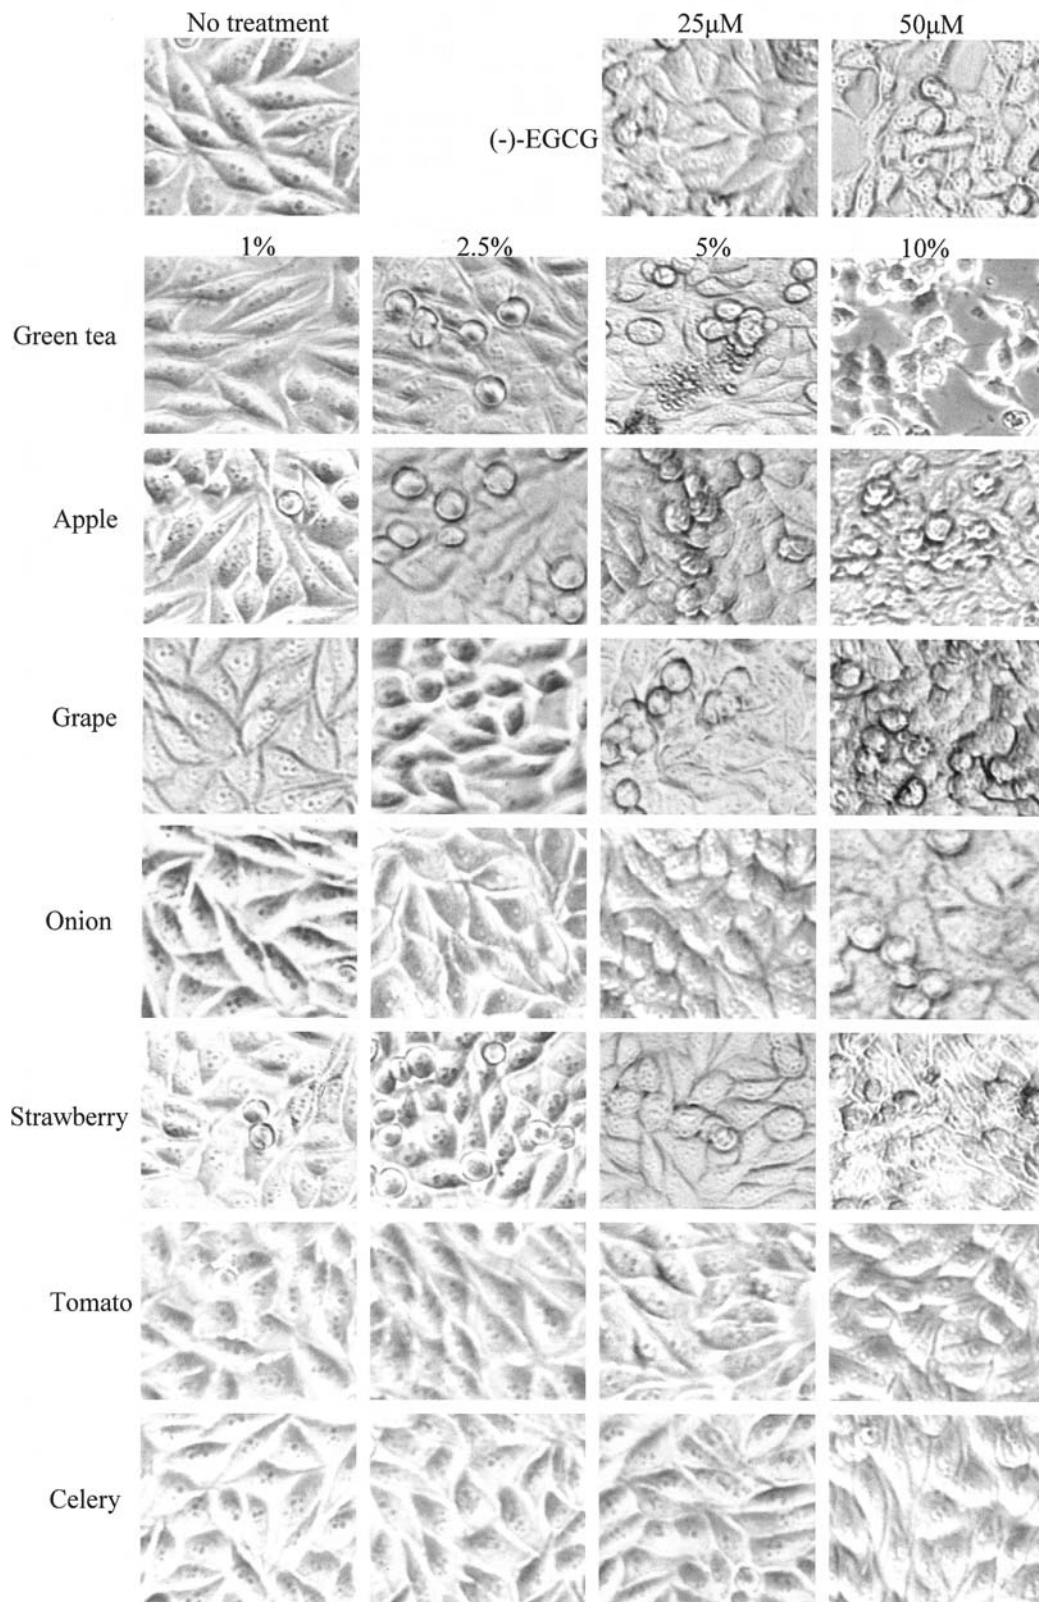 No treatment
25μM
50μM
(-)-EGCG
1%
2.5%
5%
10%
Green tea
Apple
Grape
Onion
Strawberry
Tomato
Celery